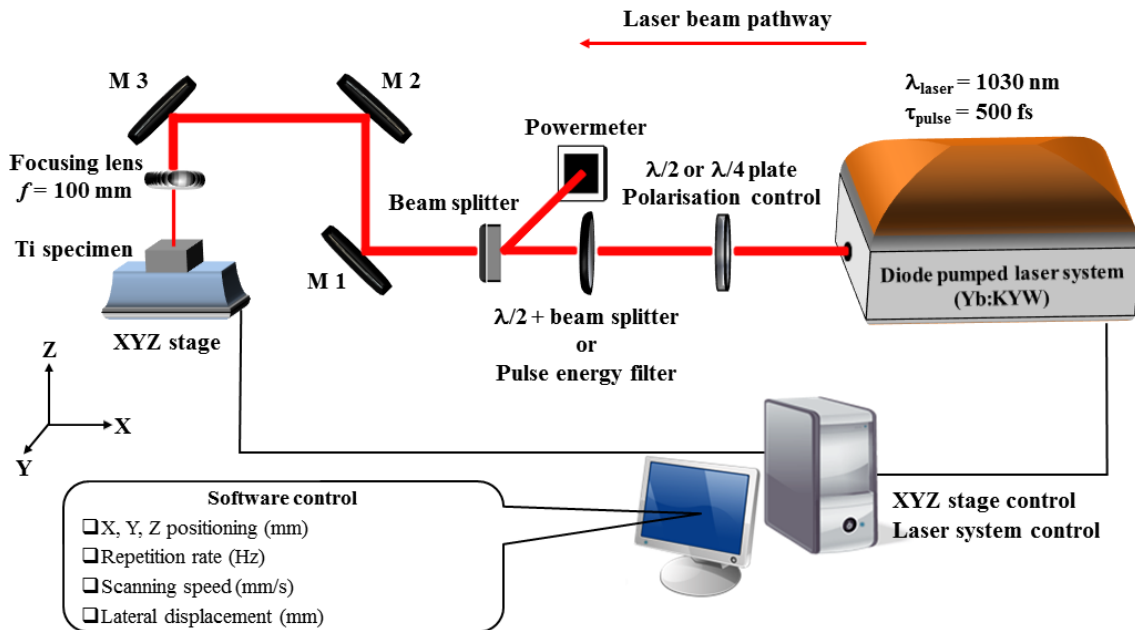 Laser beam pathway
M 3
M 2
λlaser = 1030 nm
τpulse = 500 fs
Powermeter
Focusing lens
f = 100 mm
λ/2 or λ/4 plate
Polarisation control
Beam splitter
Ti specimen
M 1
Diode pumped laser system
(Yb:KYW)
XYZ stage
λ/2 + beam splitter
or
Pulse energy filter
Z
X
Y
Software control
❑X, Y, Z positioning (mm)
❑Repetition rate (Hz)
❑Scanning speed (mm/s)
❑Lateral displacement (mm)
XYZ stage control
Laser system control